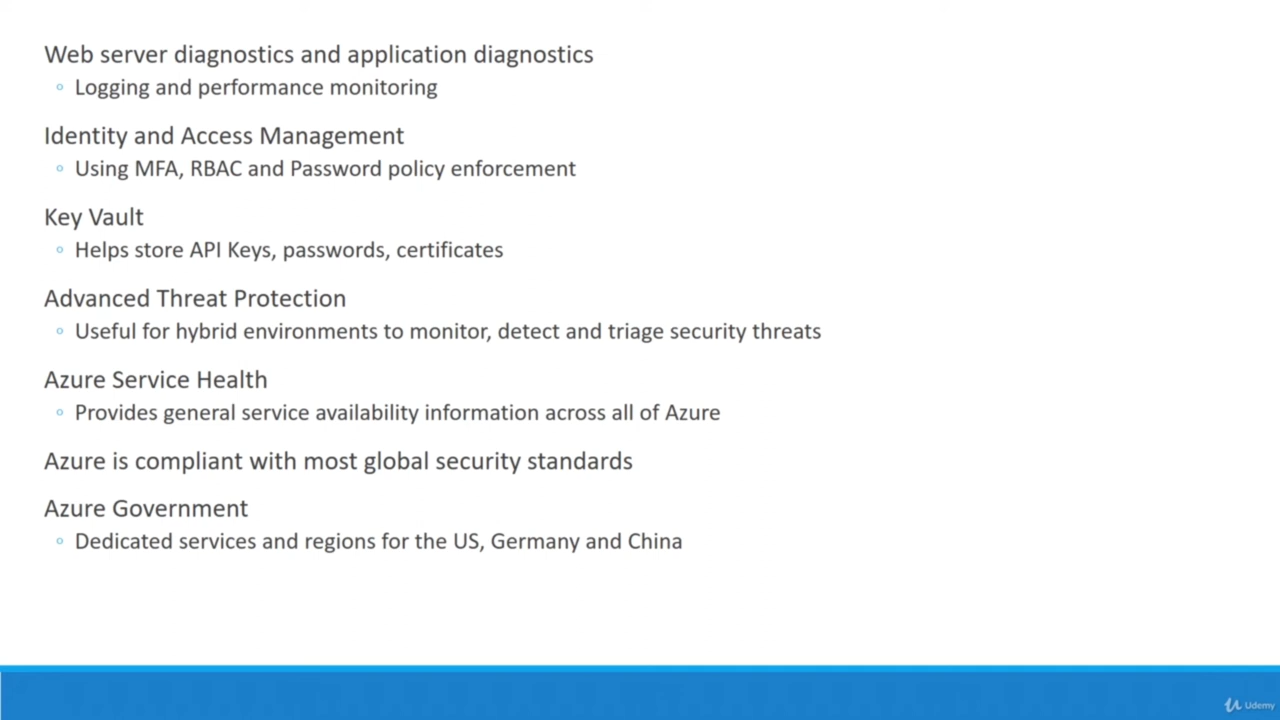 Web server diagnostics and application diagnostics
Logging and performance monitoring
Identity and Access Management
Using MFA, RBAC and Password policy enforcement
Key Vault
Helps store API Keys, passwords, certificates
Advanced Threat Protection
Useful for hybrid environments to monitor, detect and triage security threats
Azure Service Health
Provides general service availability information across all of Azure
Azure is compliant with most global security standards
Azure Government
Dedicated services and regions for the US, Germany and China
Udemy